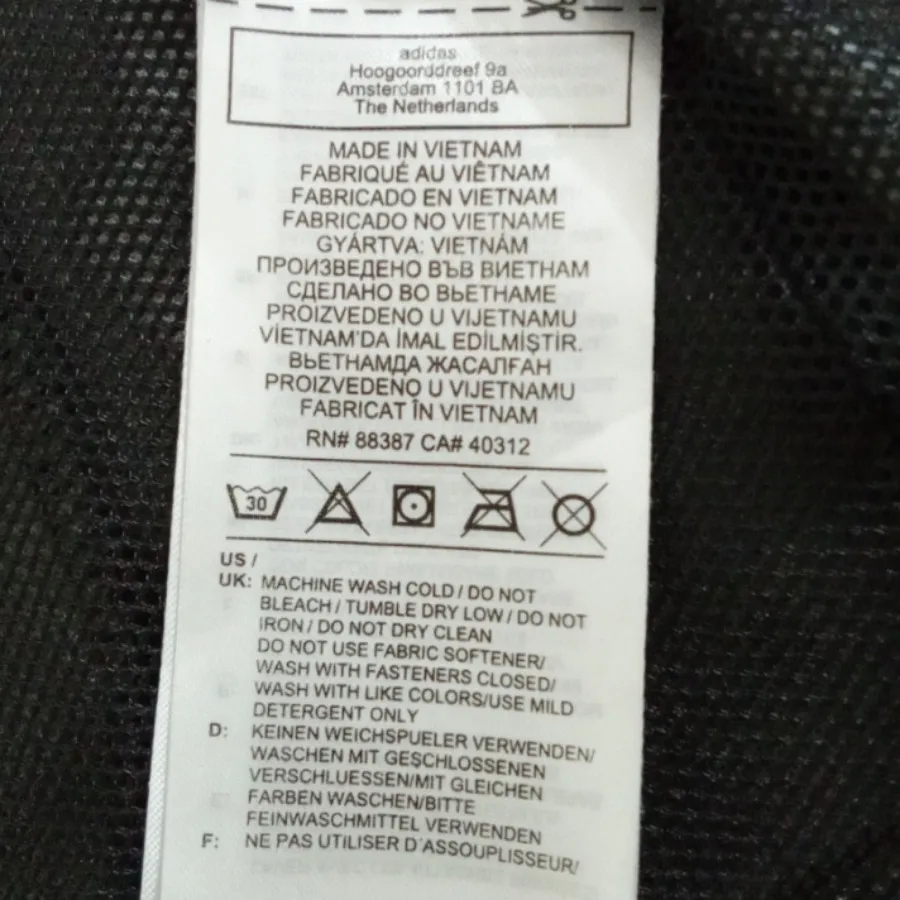 adidas
Hoogoorddreef 9a
Amsterdam 1101 BA
The Netherlands
MADE IN VIETNAM
FABRIQUÉ AU VIÊTNAM
FABRICADO EN VIETNAM
FABRICADO NO VIETNAME
GYÁRTVA: VIETNÁM
ПРОИЗВЕДЕНО ВЪВ ВИЕТНАМ
СДЕЛАНО ВО ВЬЕТНАМЕ
PROIZVEDENO U VIJETNAMU
VİETNAM'DA İMAL EDİLMİŞTİR.
ВЬЕТНАМДА ЖАСАЛҒАН
PROIZVEDENO U VIJETNAMU
FABRICAT ÎN VIETNAM
RN# 88387 CA# 40312
30
US /
UK: MACHINE WASH COLD / DO NOT
BLEACH / TUMBLE DRY LOW / DO NOT
IRON / DO NOT DRY CLEAN
DO NOT USE FABRIC SOFTENER/
WASH WITH FASTENERS CLOSED/
WASH WITH LIKE COLORS/USE MILD
DETERGENT ONLY
D: KEINEN WEICHSPUELER VERWENDEN/
WASCHEN MIT GESCHLOSSENEN
VERSCHLUESSEN/MIT GLEICHEN
FARBEN WASCHEN/BITTE
FEINWASCHMITTEL VERWENDEN
F: NE PAS UTILISER D'ASSOUPLISSEUR/